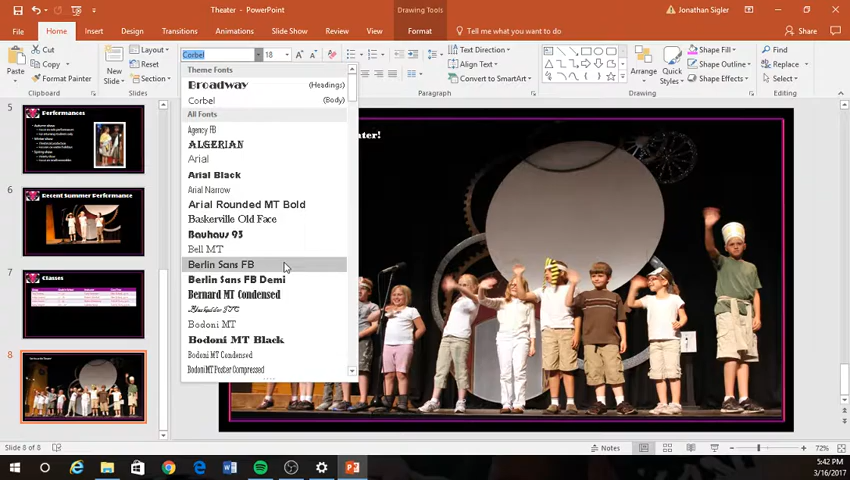 Theater - PowerPoint
Drawing Tools
Jonathan Sigler
File
Home
Insert
Design
Transitions
Animations
Slide Show
Review
View
Format
Tell me what you want to do
Share
Paste
Cut
Copy
Format Painter
Clipboard
New Slide
Layout
Reset
Section
Slides
Corbel
18
Text Direction
Align Text
Convert to SmartArt
Arrange
Quick Styles
Shape Fill
Shape Outline
Shape Effects
Drawing
Find
Replace
Select
Editing
Theme Fonts
Broadway (Headings)
Corbel (Body)
All Fonts
Agency FB
ALGERIAN
Arial
Arial Black
Arial Narrow
Arial Rounded MT Bold
Baskerville Old Face
Bauhaus 93
Bell MT
Berlin Sans FB
Berlin Sans FB Demi
Bernard MT Condensed
Blackadder ITC
Bodoni MT
Bodoni MT Black
Bodoni MT Condensed
Bodoni MT Poster Compressed
5
Performances
6
Recent Summer Performance
7
Classes
8
ater!
Slide 8 of 8
Notes
72%
5:42 PM
3/16/2017